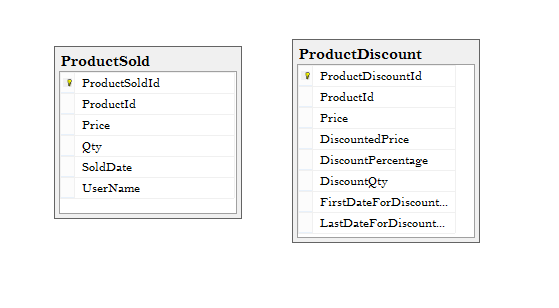 ProductSold
ProductSoldId
ProductId
Price
Qty
SoldDate
UserName
ProductDiscount
ProductDiscountId
ProductId
Price
DiscountedPrice
DiscountPercentage
DiscountQty
FirstDateForDiscount...
LastDateForDiscount...